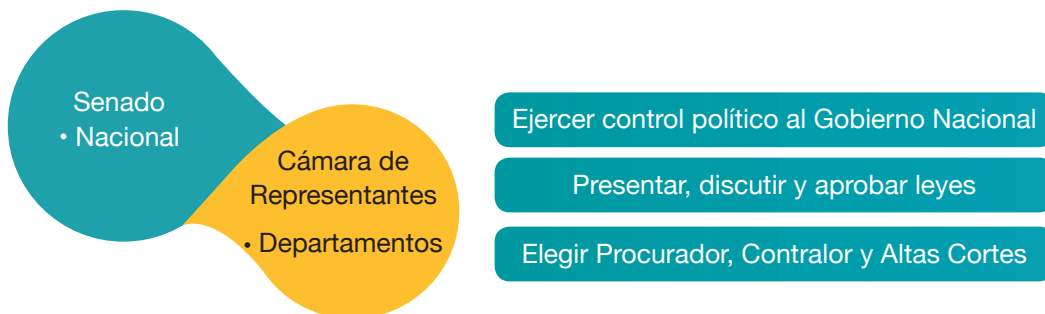 Senado
• Nacional
Cámara de
Representantes
• Departamentos
Ejercer control político al Gobierno Nacional
Presentar, discutir y aprobar leyes
Elegir Procurador, Contralor y Altas Cortes